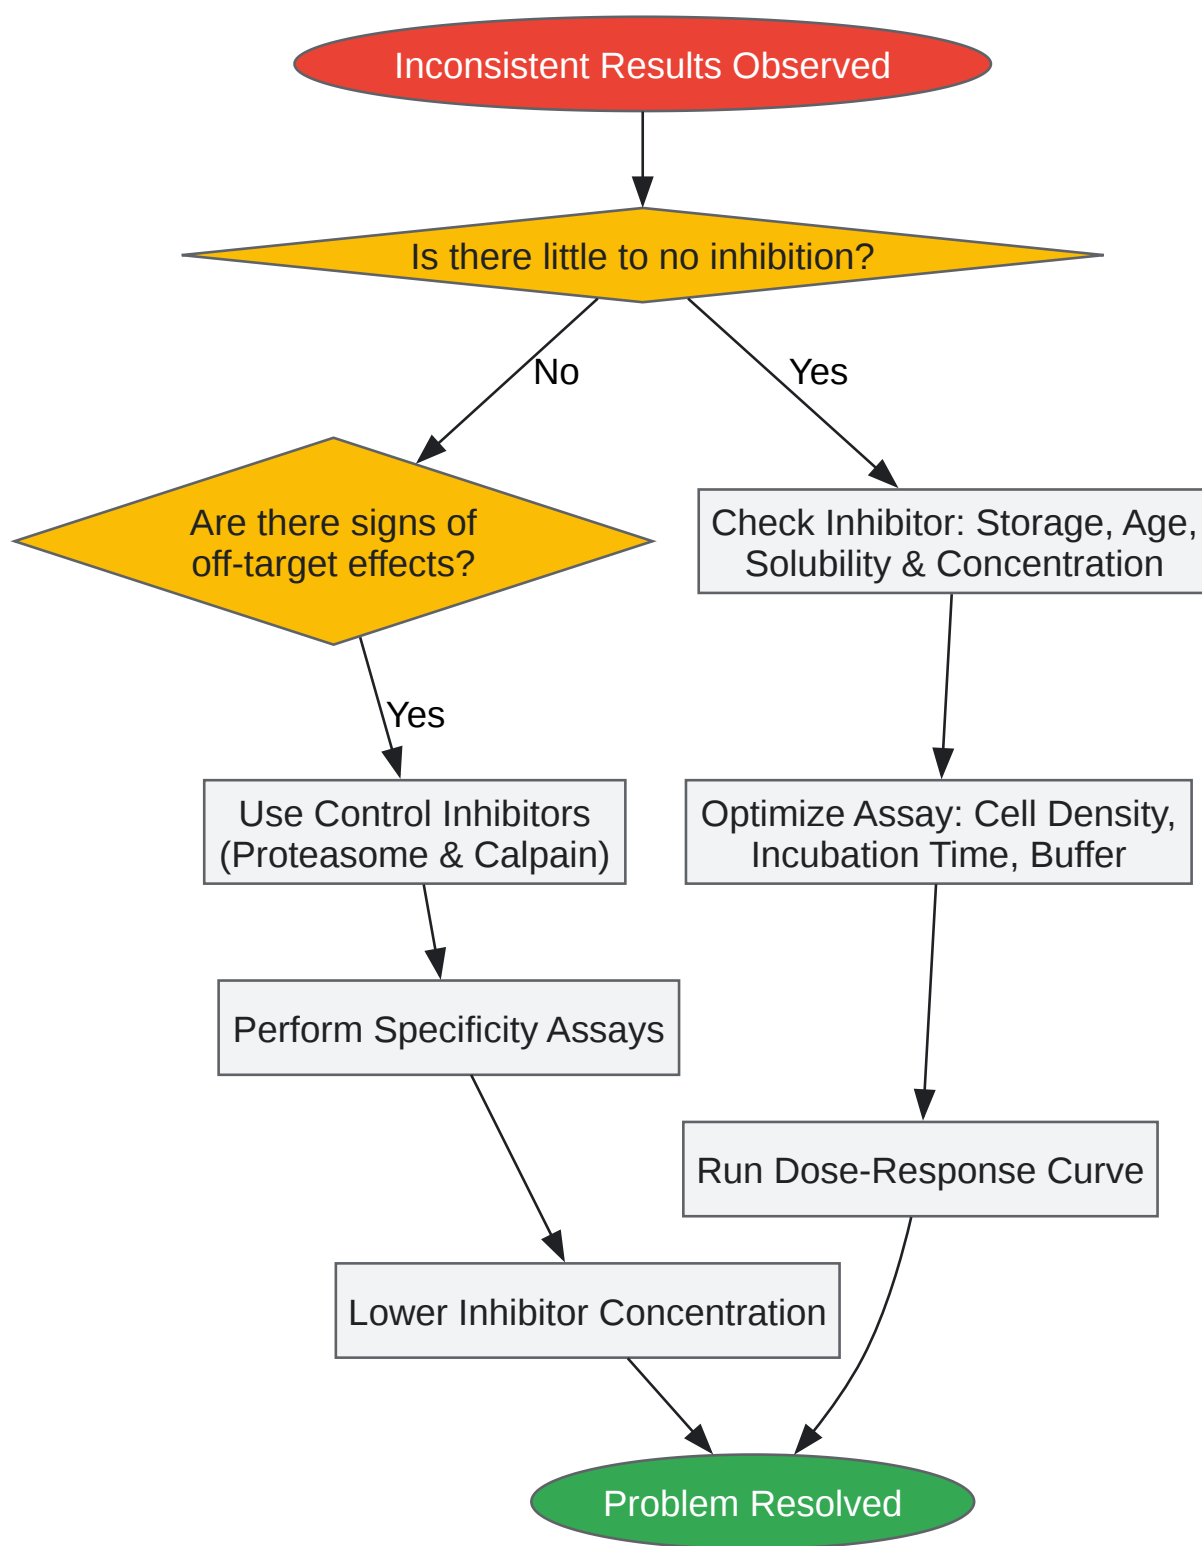 Inconsistent Results Observed
Is there little to no inhibition?
No
Yes
Are there signs of
off-target effects?
Check Inhibitor: Storage, Age,
Solubility & Concentration
Yes
Use Control Inhibitors
(Proteasome & Calpain)
Optimize Assay: Cell Density,
Incubation Time, Buffer
Perform Specificity Assays
Run Dose-Response Curve
Lower Inhibitor Concentration
Problem Resolved